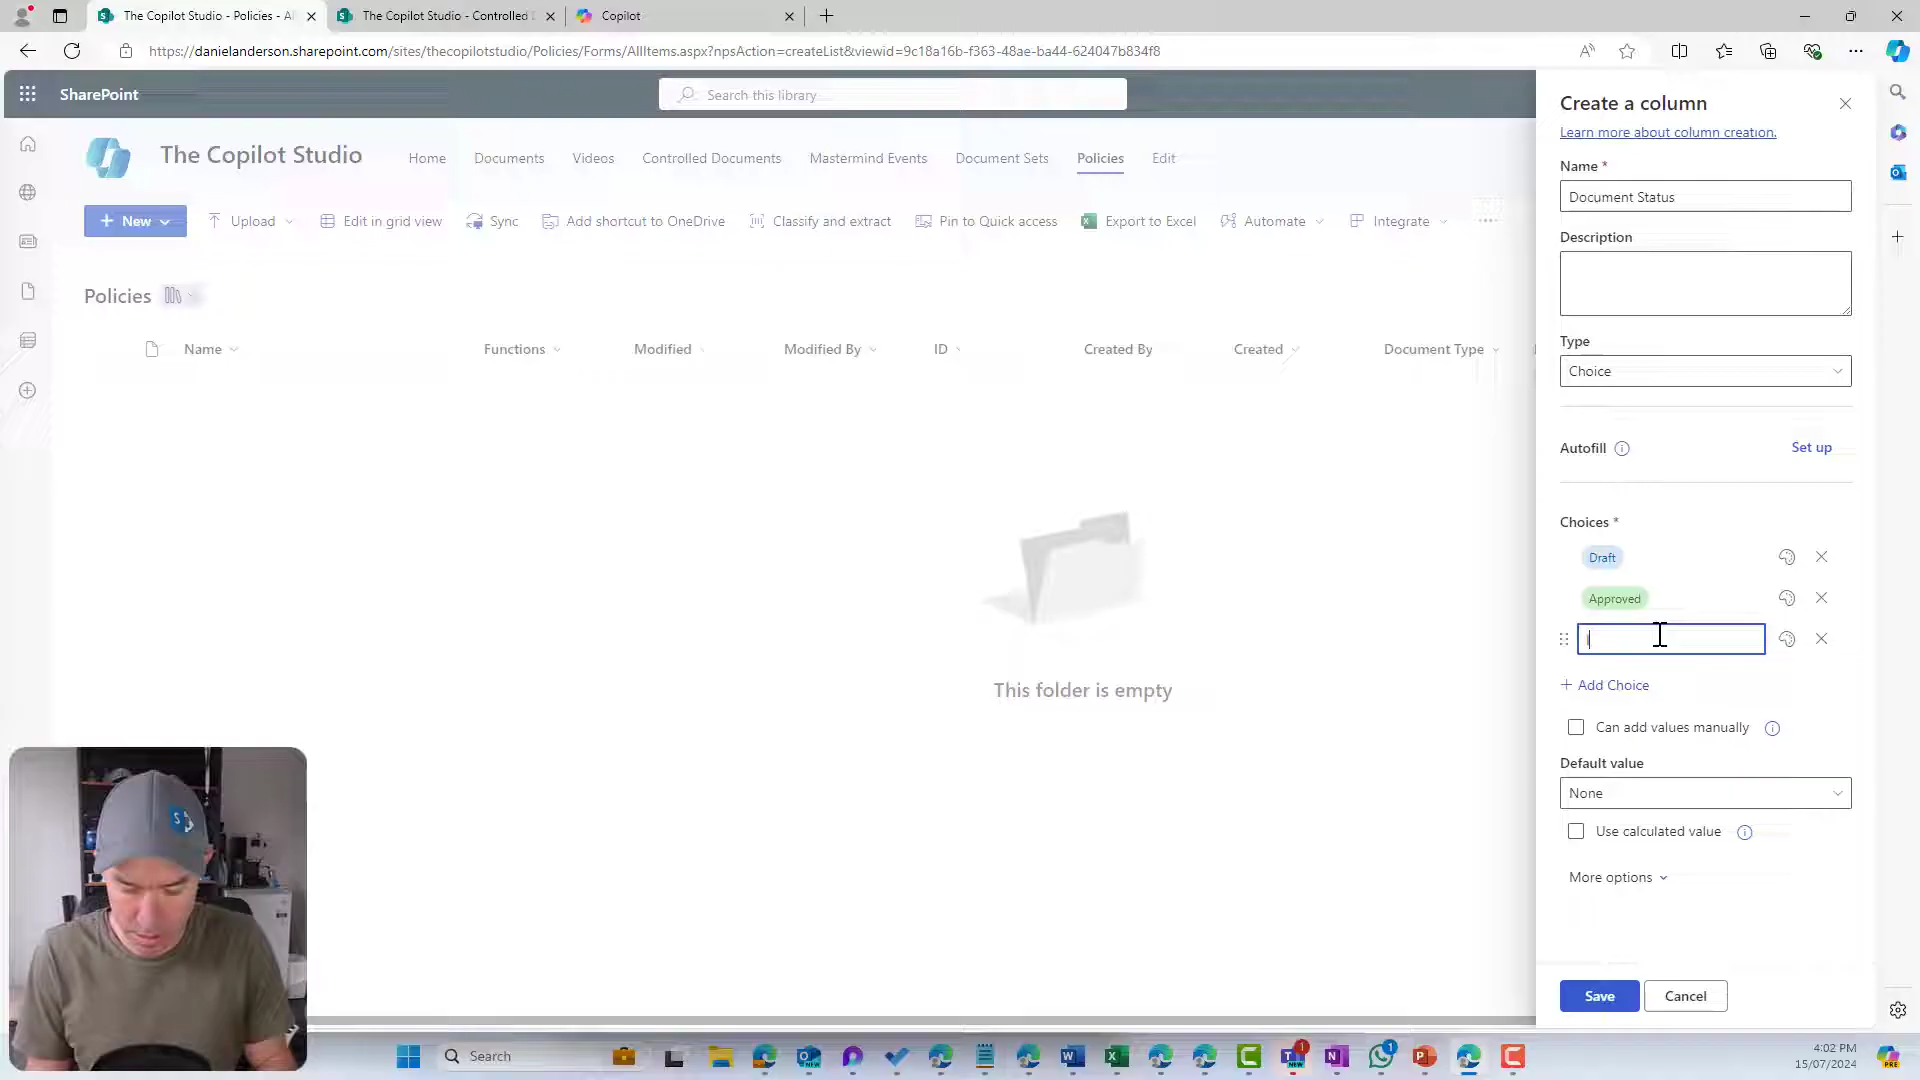 The Copilot Studio - Policies - Al
The Copilot Studio - Controlled D
Copilot
https://danielanderson.sharepoint.com/sites/thecopilotstudio/Policies/Forms/AllItems.aspx?npsAction=createList&viewid=9c18a16b-f363-48ae-ba44-624047b834f8
SharePoint
Search this library
The Copilot Studio
Home
Documents
Videos
Controlled Documents
Mastermind Events
Document Sets
Policies
Edit
New
Upload
Edit in grid view
Sync
Add shortcut to OneDrive
Classify and extract
Pin to Quick access
Export to Excel
Automate
Integrate
Policies
Name
Functions
Modified
Modified By
ID
Created By
Created
Document Type
This folder is empty
Create a column
Learn more about column creation.
Name *
Document Status
Description
Type
Choice
Autofill
Set up
Choices *
Draft
Approved
+ Add Choice
Can add values manually
Default value
None
Use calculated value
More options
Save
Cancel
Search
4:02 PM
15/07/2024